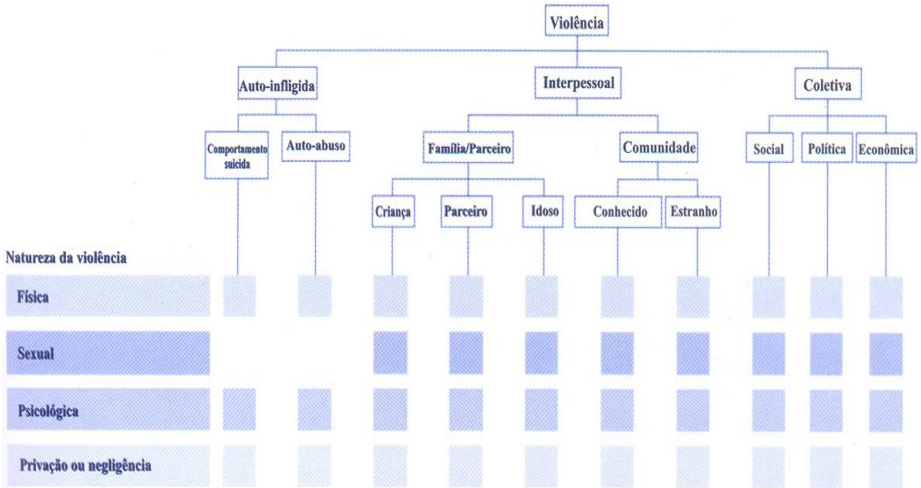 Violência
Auto-infligida
Interpessoal
Coletiva
Comportamento
suicida
Auto-abuso
Família/Parceiro
Comunidade
Social
Política
Econômica
Criança
Parceiro
Idoso
Conhecido
Estranho
Natureza da violência
Física
Sexual
Psicológica
Privação ou negligência